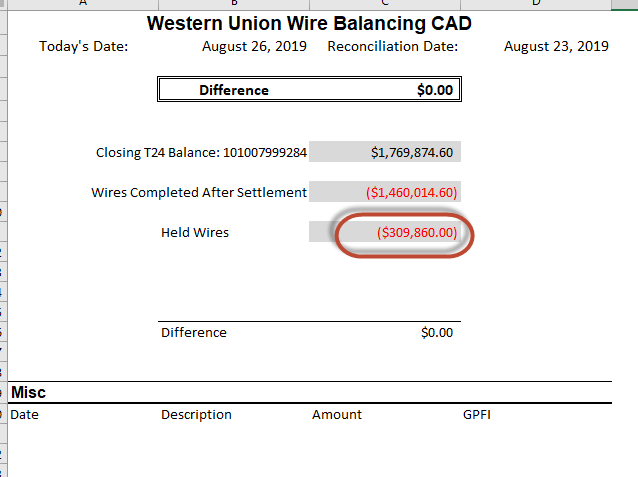 A B C D
Western Union Wire Balancing CAD
Today's Date: August 26, 2019 Reconciliation Date: August 23, 2019
Difference $0.00
Closing T24 Balance: 101007999284 $1,769,874.60
Wires Completed After Settlement ($1,460,014.60)
Held Wires ($309,860.00)
Difference $0.00
Misc
Date Description Amount GPFI